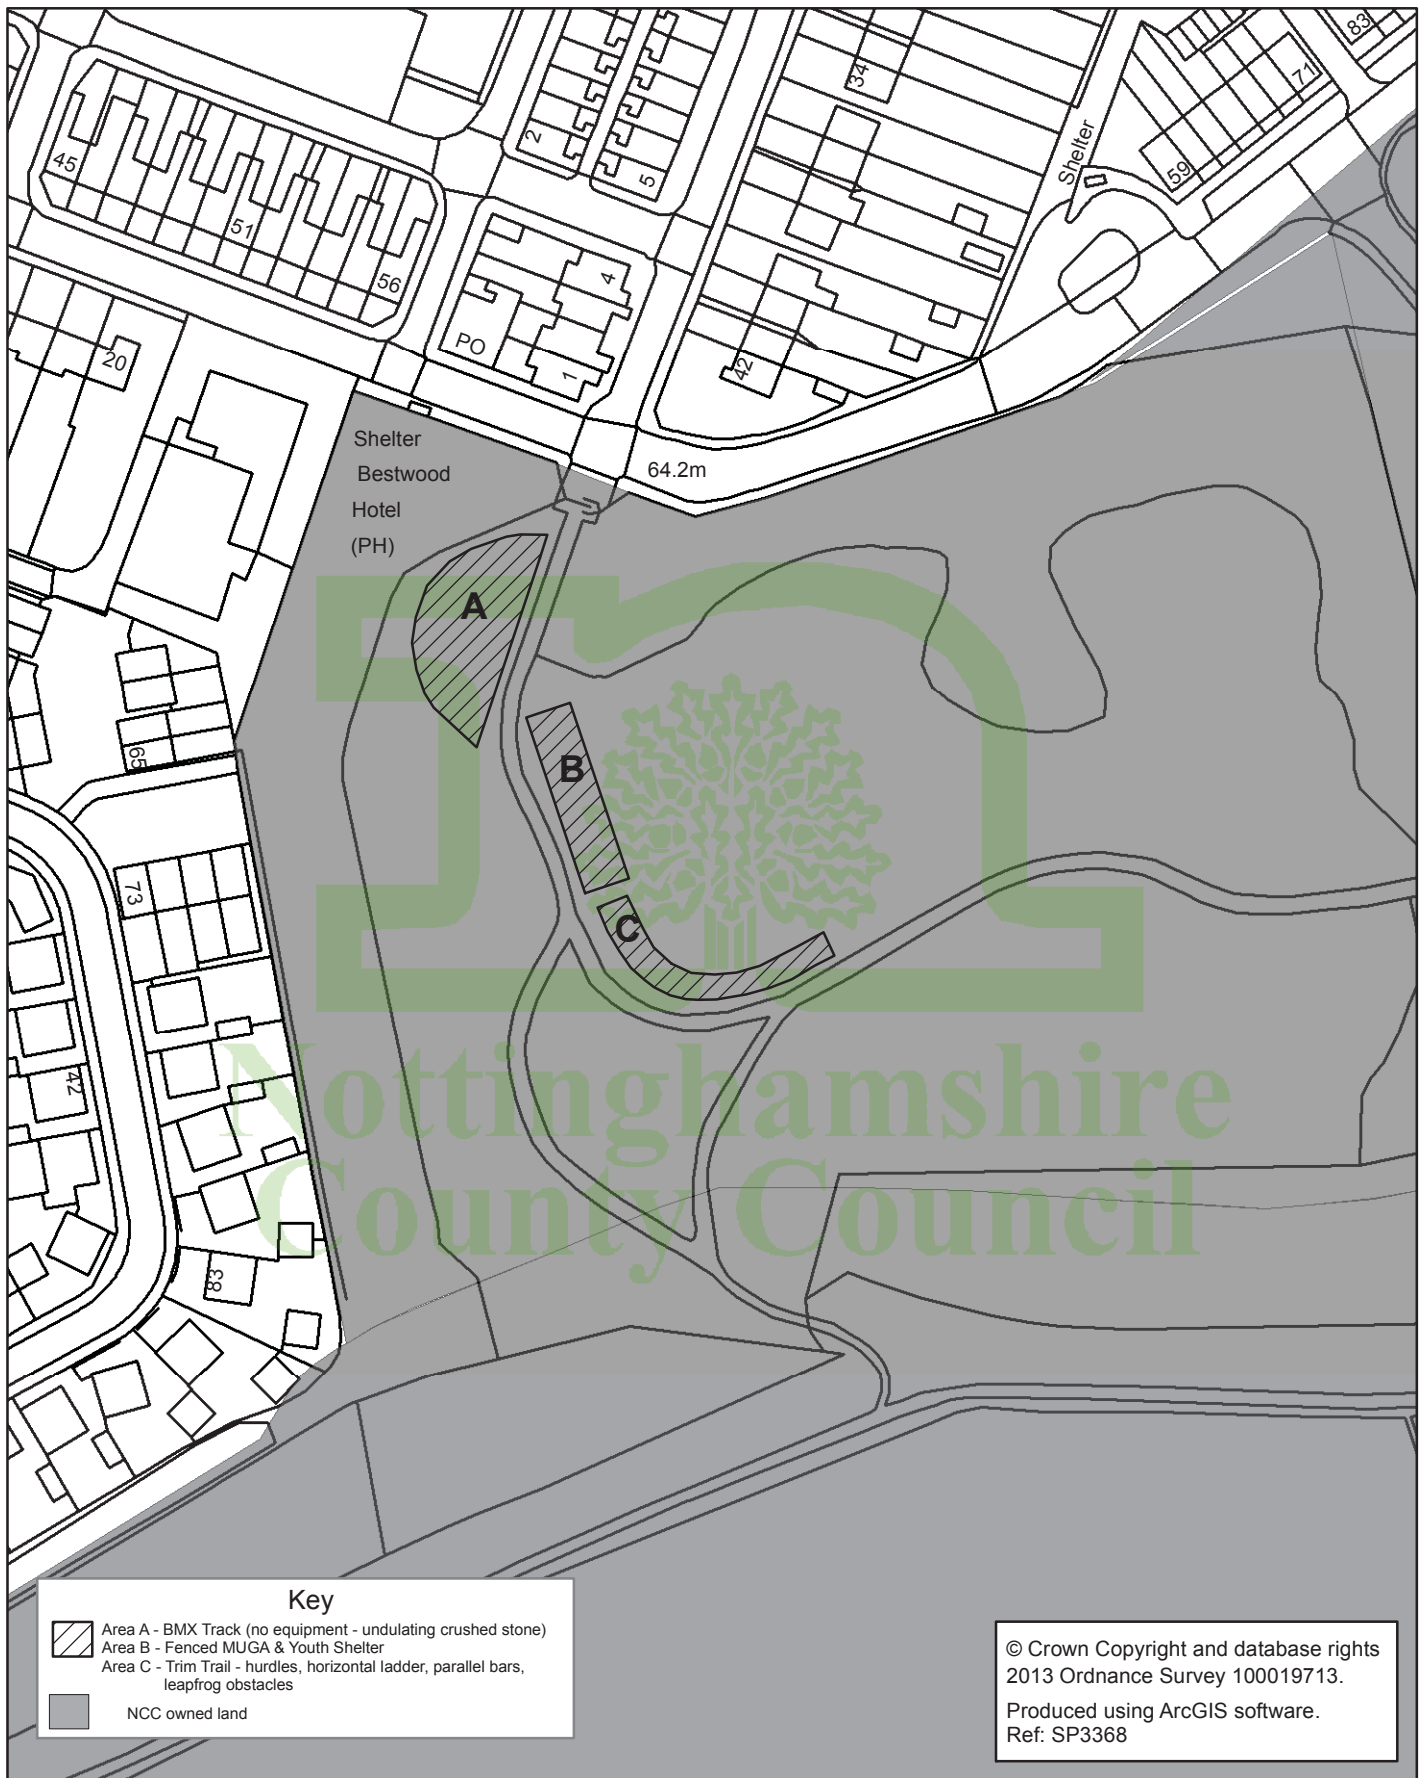 83
34
71
2
Shelter
59
5
45
51
4
56
PO
1
42
20
Shelter
Bestwood
Hotel
(PH)
64.2m
A
65
B
73
C
42
Nottinghamshire
County Council
83
Key
Area A - BMX Track (no equipment - undulating crushed stone)
Area B - Fenced MUGA & Youth Shelter
Area C - Trim Trail - hurdles, horizontal ladder, parallel bars,
leapfrog obstacles
NCC owned land
© Crown Copyright and database rights
2013 Ordnance Survey 100019713.
Produced using ArcGIS software.
Ref: SP3368